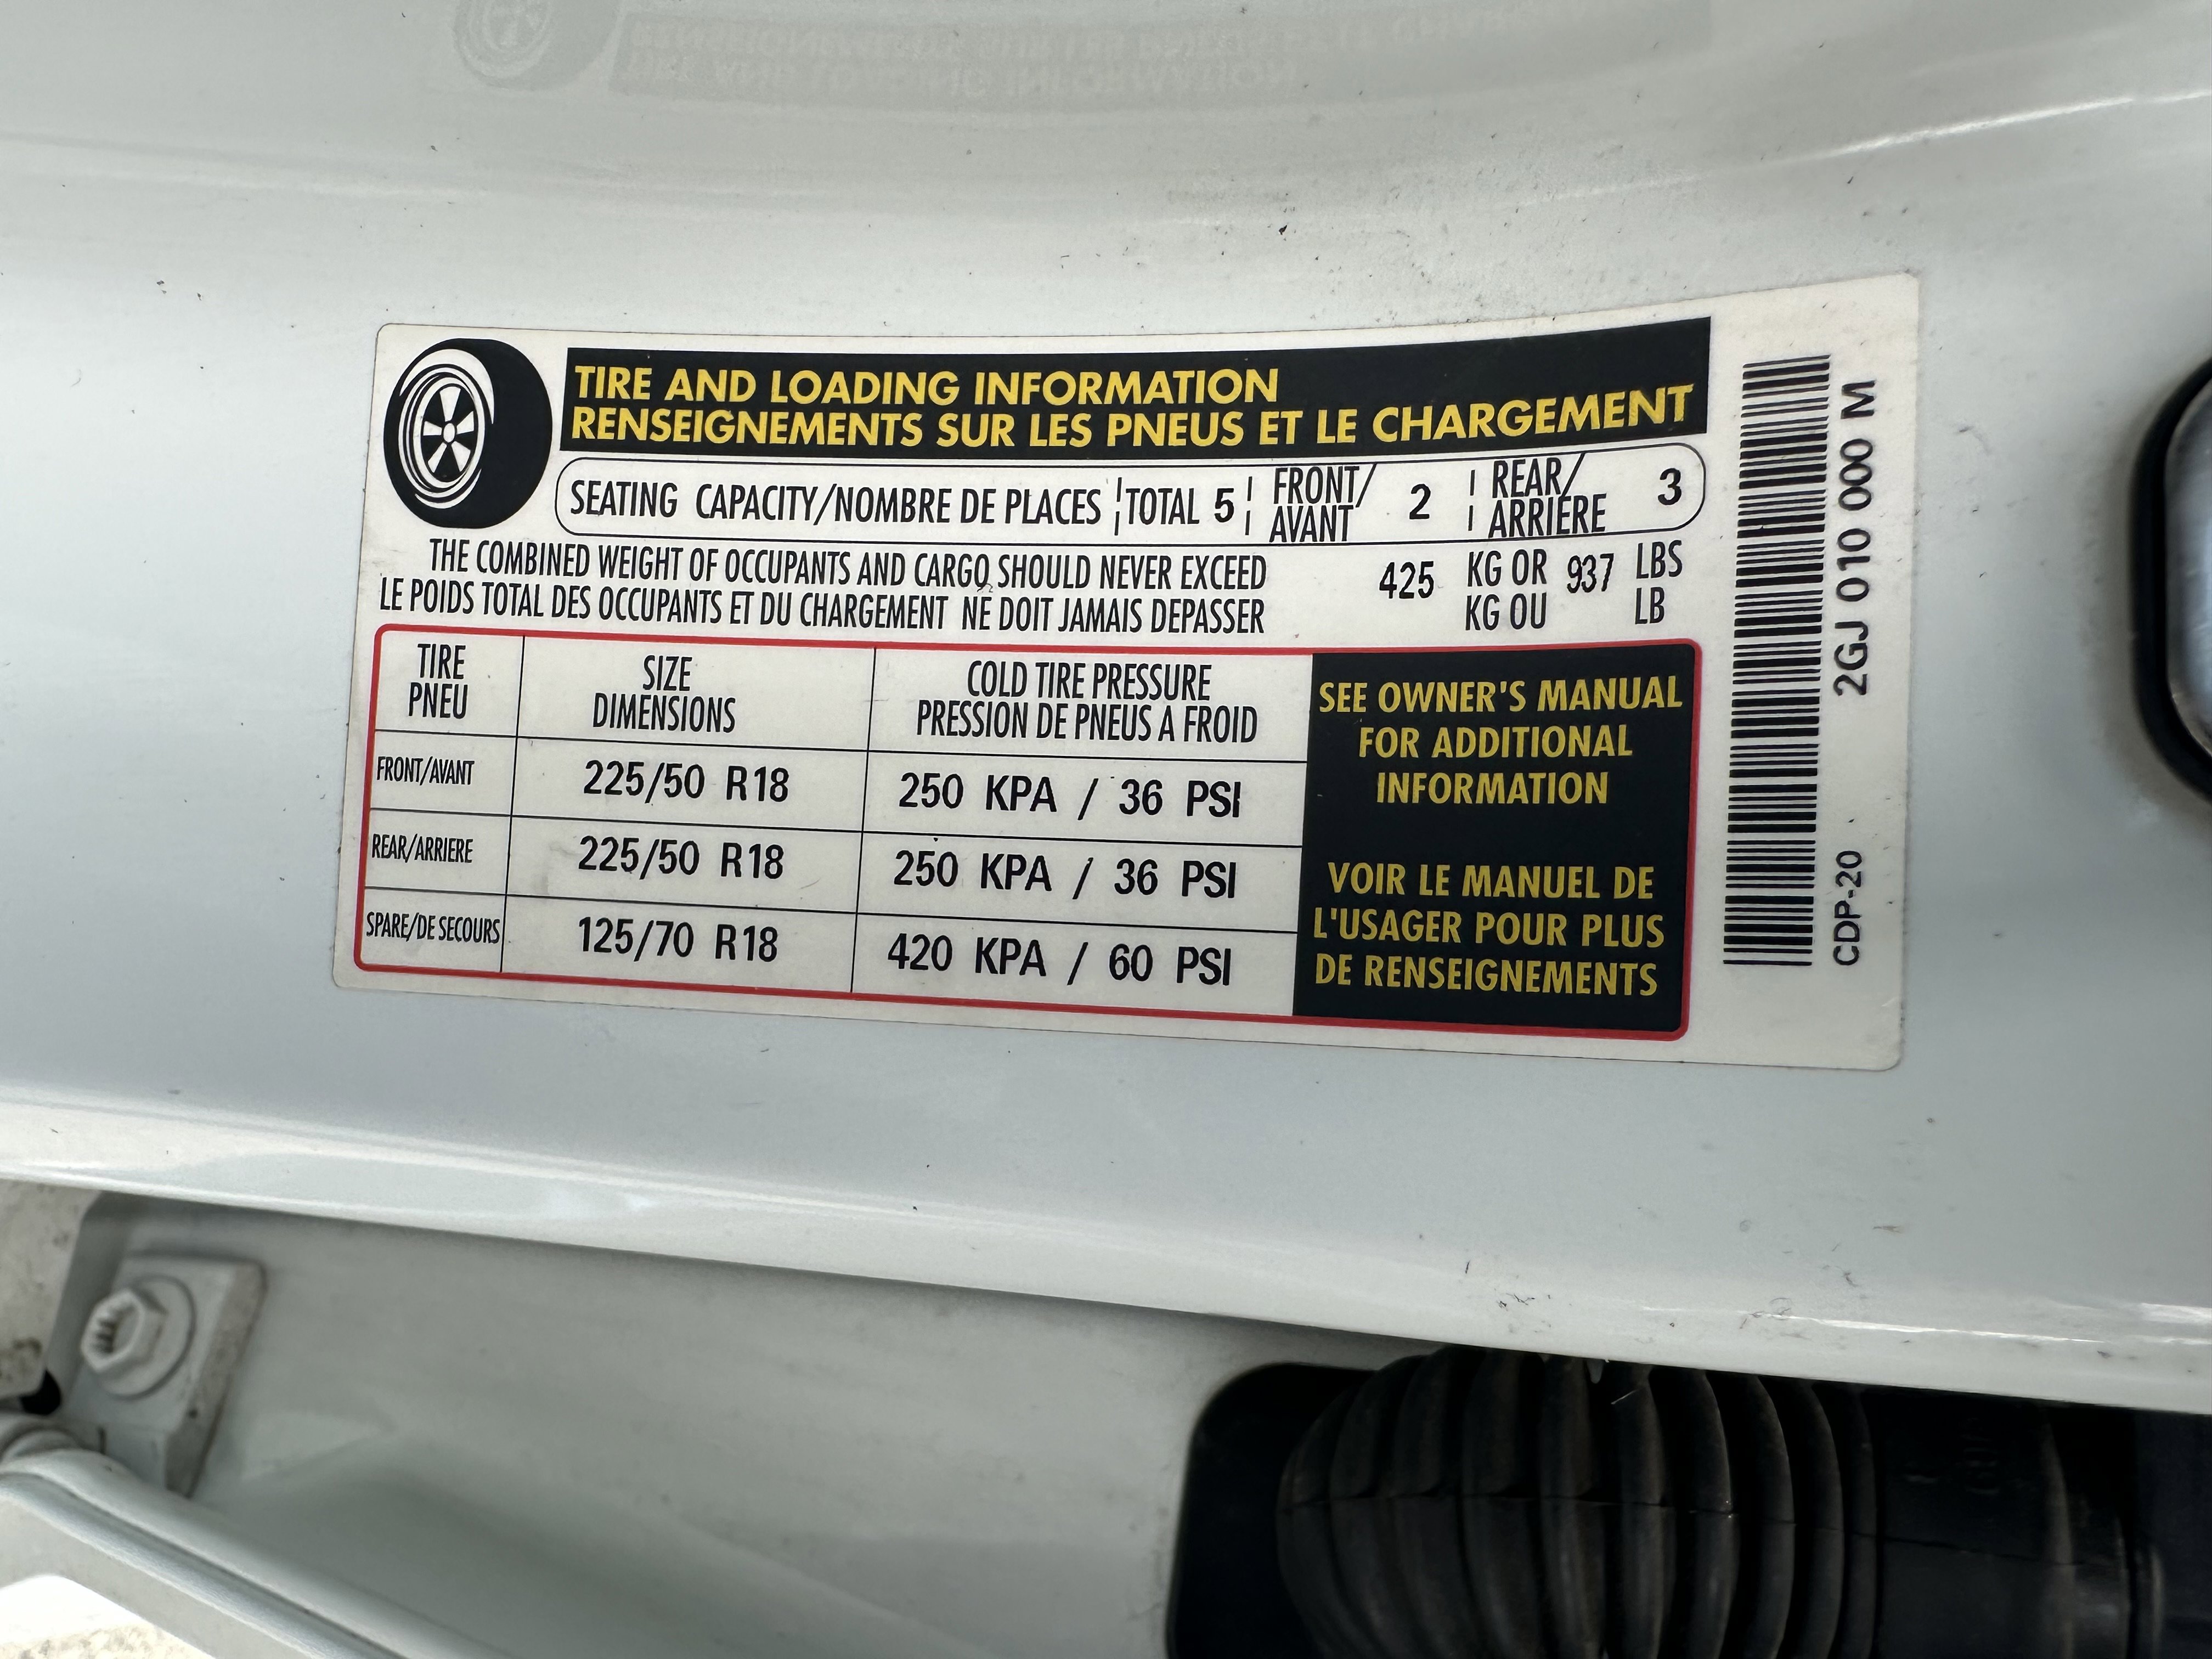 TIRE AND LOADING INFORMATION
RENSEIGNEMENTS SUR LES PNEUS ET LE CHARGEMENT
SEATING CAPACITY/NOMBRE DE PLACES TOTAL 5 FRONT/AVANT 2 REAR/ARRIERE 3
THE COMBINED WEIGHT OF OCCUPANTS AND CARGO SHOULD NEVER EXCEED 425 KG OR 937 LBS
LE POIDS TOTAL DES OCCUPANTS ET DU CHARGEMENT NE DOIT JAMAIS DEPASSER KG OU LB
TIRE SIZE COLD TIRE PRESSURE
PNEU DIMENSIONS PRESSION DE PNEUS A FROID
FRONT/AVANT 225/50 R18 250 KPA / 36 PSI
REAR/ARRIERE 225/50 R18 250 KPA / 36 PSI
SPARE/DE SECOURS 125/70 R18 420 KPA / 60 PSI
SEE OWNER'S MANUAL
FOR ADDITIONAL
INFORMATION
VOIR LE MANUEL DE
L'USAGER POUR PLUS
DE RENSEIGNEMENTS
CDP-20 2GJ 010 000 M